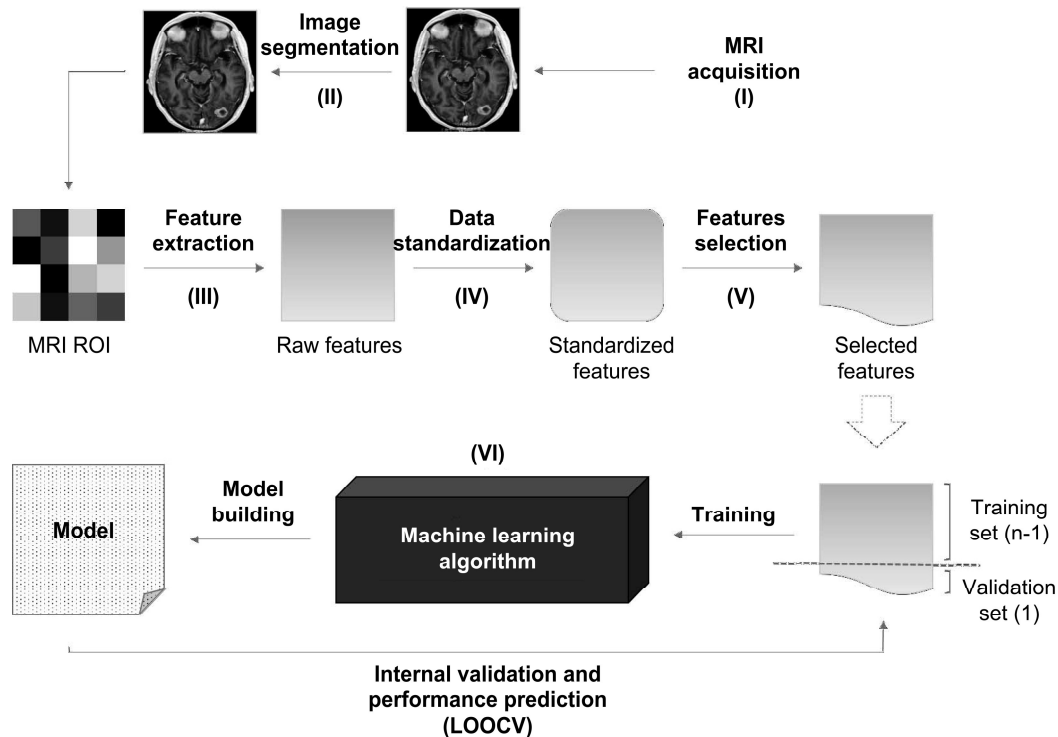 Image
segmentation
(II)
MRI
acquisition
(I)
Feature
extraction
(III)
Data
standardization
(IV)
Features
selection
(V)
MRI ROI
Raw features
Standardized
features
Selected
features
(VI)
Model
Model
building
Machine learning
algorithm
Training
Training
set (n-1)
Validation
set (1)
Internal validation and
performance prediction
(LOOCV)